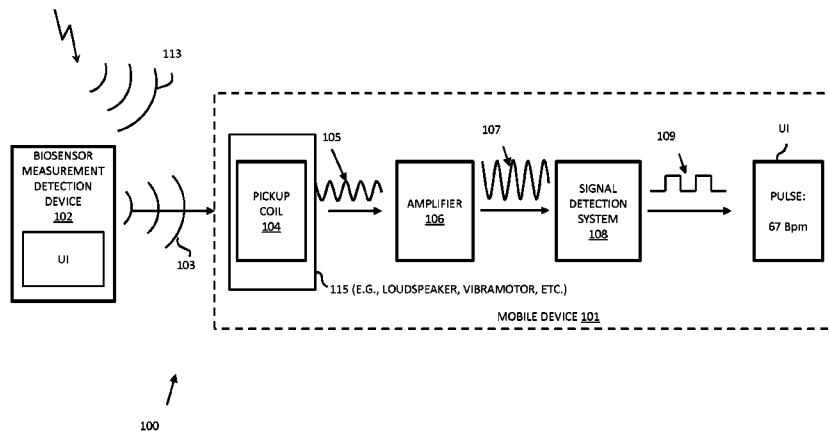 113
BIOSENSOR
MEASUREMENT
DETECTION
DEVICE
102
UI
103
PICKUP
COIL
104
105
AMPLIFIER
106
107
SIGNAL
DETECTION
SYSTEM
108
109
UI
PULSE:
67 Bpm
115 (E.G., LOUDSPEAKER, VIBRAMOTOR, ETC.)
MOBILE DEVICE 101
100